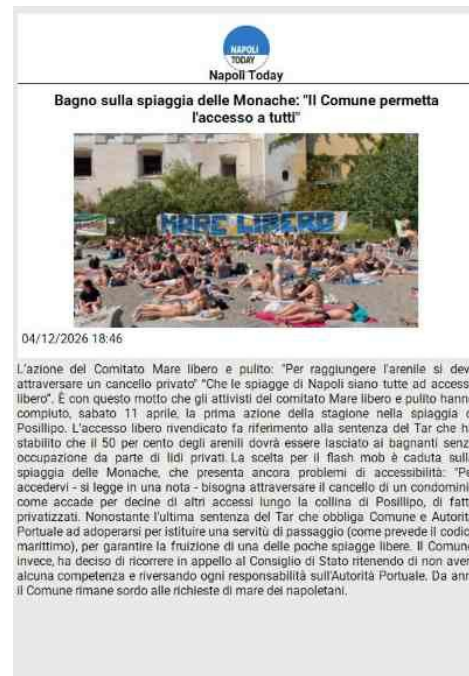 NAPOLI
TODAY
Napoli Today
Bagno sulla spiaggia delle Monache: "Il Comune permetta
l'accesso a tutti"
MARE LIBERO
04/12/2026 18:46
L'azione del Comitato Mare libero e pulito: "Per raggiungere l'arenile si dev
attraversare un cancello privato" "Che le spiagge di Napoli siano tutte ad access
libero". È con questo motto che gli attivisti del comitato Mare libero e pulito hann
compiuto, sabato 11 aprile, la prima azione della stagione nella spiaggia d
Posillipo. L'accesso libero rivendicato fa riferimento alla sentenza del Tar che h
stabilito che il 50 per cento degli arenili dovrà essere lasciato ai bagnanti senz
occupazione da parte di lidi privati. La scelta per il flash mob è caduta sull
spiaggia delle Monache, che presenta ancora problemi di accessibilità: "Pe
accedervi - si legge in una nota - bisogna attraversare il cancello di un condomini
come accade per decine di altri accessi lungo la collina di Posillipo, di fatt
privatizzati. Nonostante l'ultima sentenza del Tar che obbliga Comune e Autorit
Portuale ad adoperarsi per istituire una servitù di passaggio (come prevede il codic
marittimo), per garantire la fruizione di una delle poche spiagge libere. Il Comun
invece, ha deciso di ricorrere in appello al Consiglio di Stato ritenendo di non aver
alcuna competenza e riversando ogni responsabilità sull'Autorità Portuale. Da ann
il Comune rimane sordo alle richieste di mare dei napoletani.